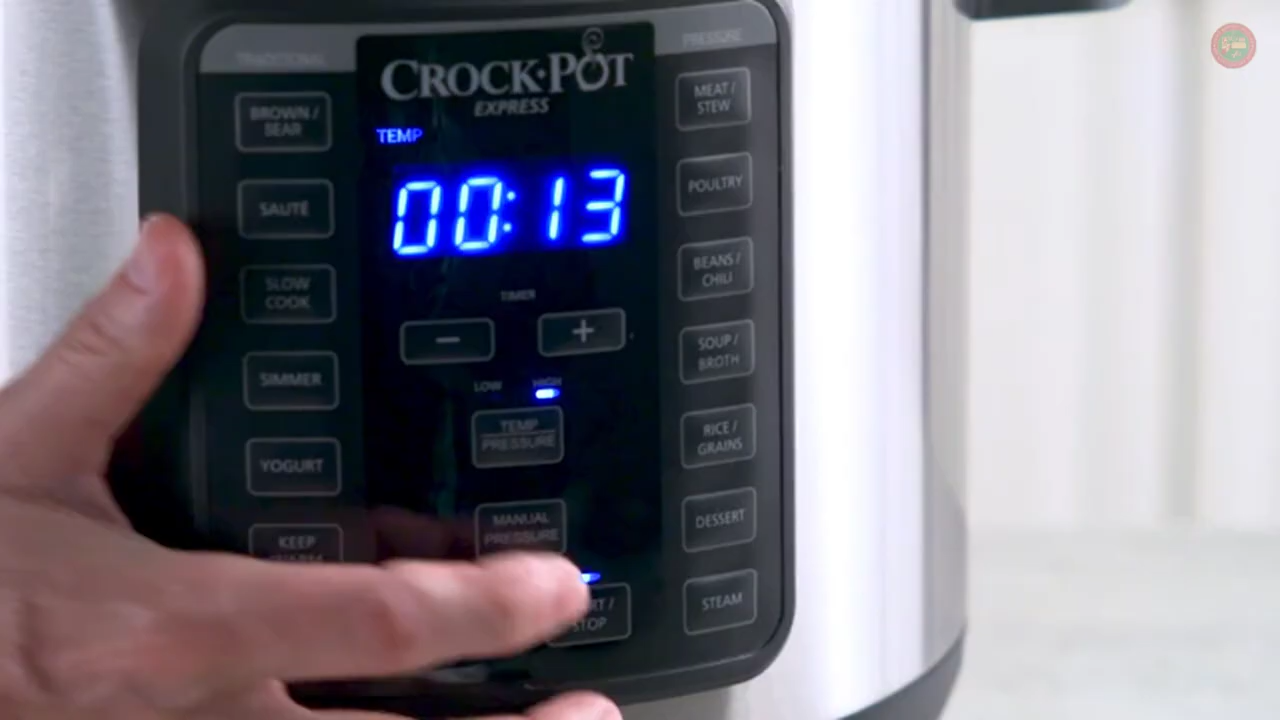 TRADITIONAL
PRESSURE
CROCK·POT
EXPRESS
TEMP
00:13
TIMER
−
+
LOW HIGH
TEMP
PRESSURE
MANUAL
PRESSURE
STOP
BROWN /
SEAR
SAUTÉ
SLOW
COOK
SIMMER
YOGURT
KEEP
MEAT /
STEW
POULTRY
BEANS /
CHILI
SOUP /
BROTH
RICE /
GRAINS
DESSERT
STEAM